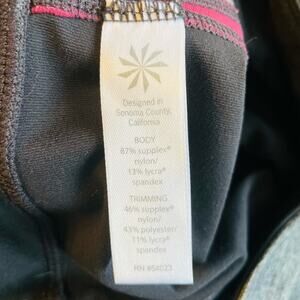 Designed in
Sonoma County,
California
BODY
87% supplex®
nylon/
13% lycra®
spandex
TRIMMING
46% supplex®
nylon/
43% polyester/
11% lycra®
spandex
RN #54023